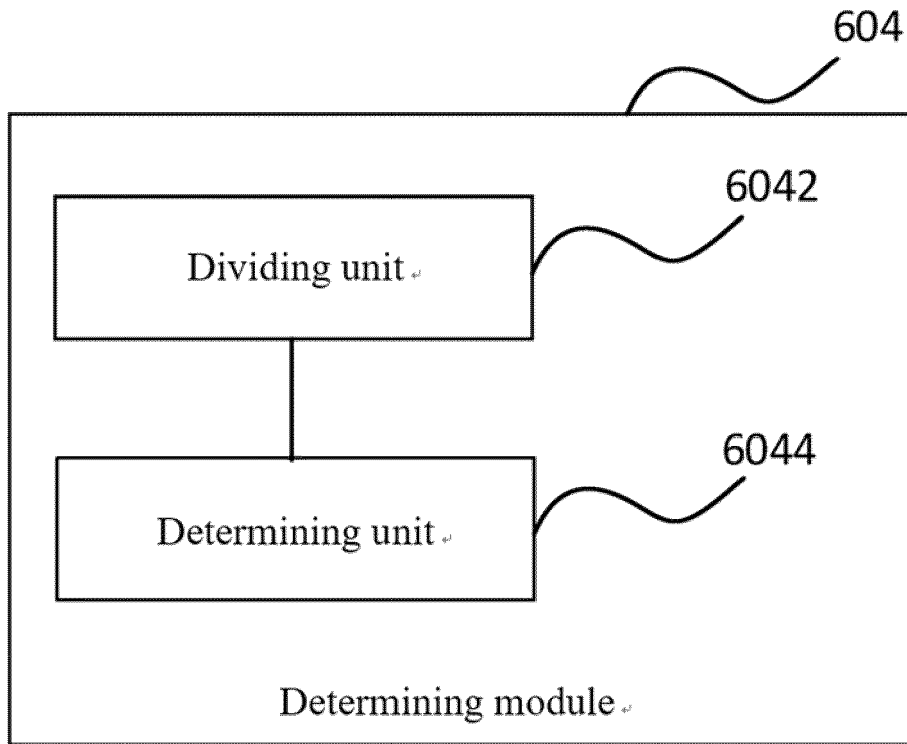 604
6042
Dividing unit
6044
Determining unit
Determining module